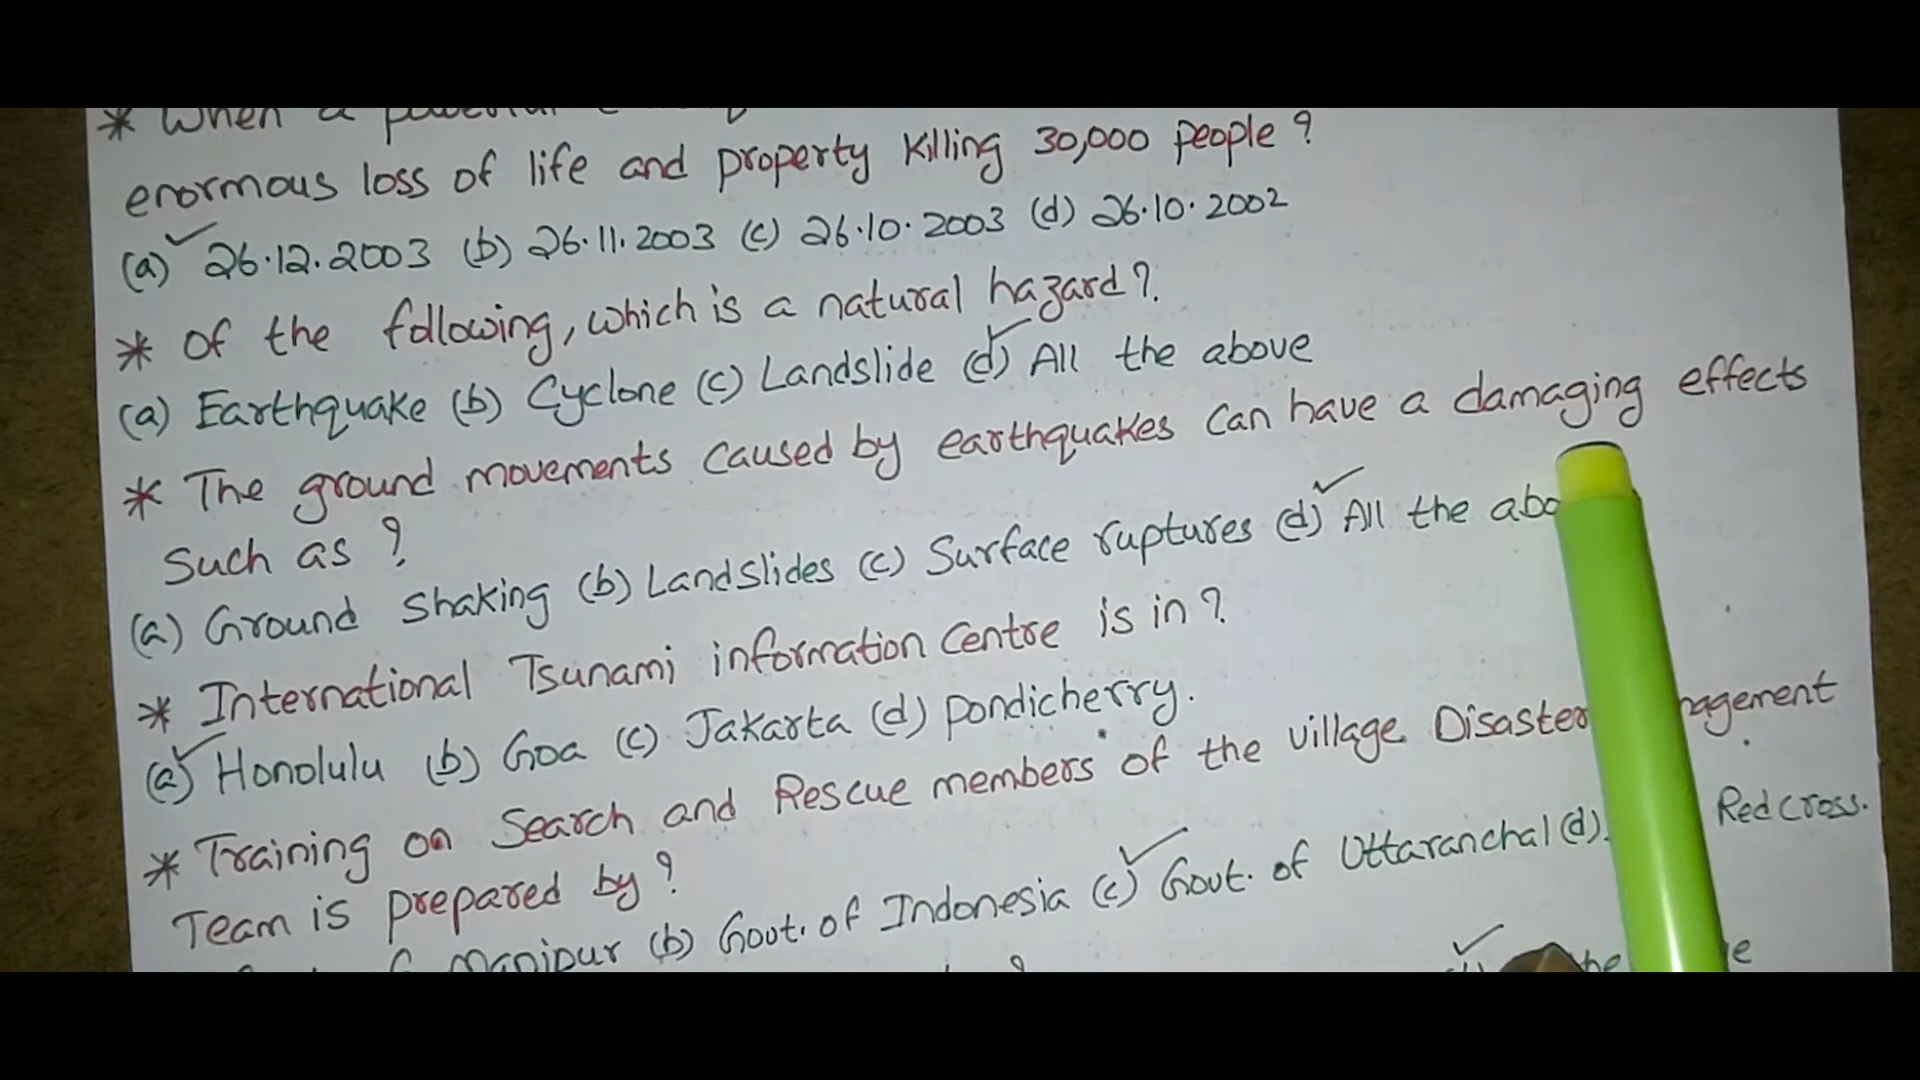 * When a
enormous loss of life and property killing 30,000 people ?
(a) 26.12.2003 (b) 26.11.2003 (c) 26.10.2003 (d) 26.10.2002
* Of the following, which is a natural hazard ?
(a) Earthquake (b) Cyclone (c) Landslide (d) All the above
* The ground movements caused by earthquakes can have a damaging effects
such as ?
(a) Ground shaking (b) Landslides (c) Surface ruptures (d) All the abo
* International Tsunami information Centre is in ?
(a) Honolulu (b) Goa (c) Jakarta (d) Pondicherry.
* Training on Search and Rescue members of the village Disaster nagement
Team is prepared by ?
Manipur (b) Govt. of Indonesia (c) Govt. of Uttaranchal (d). Red Cross.